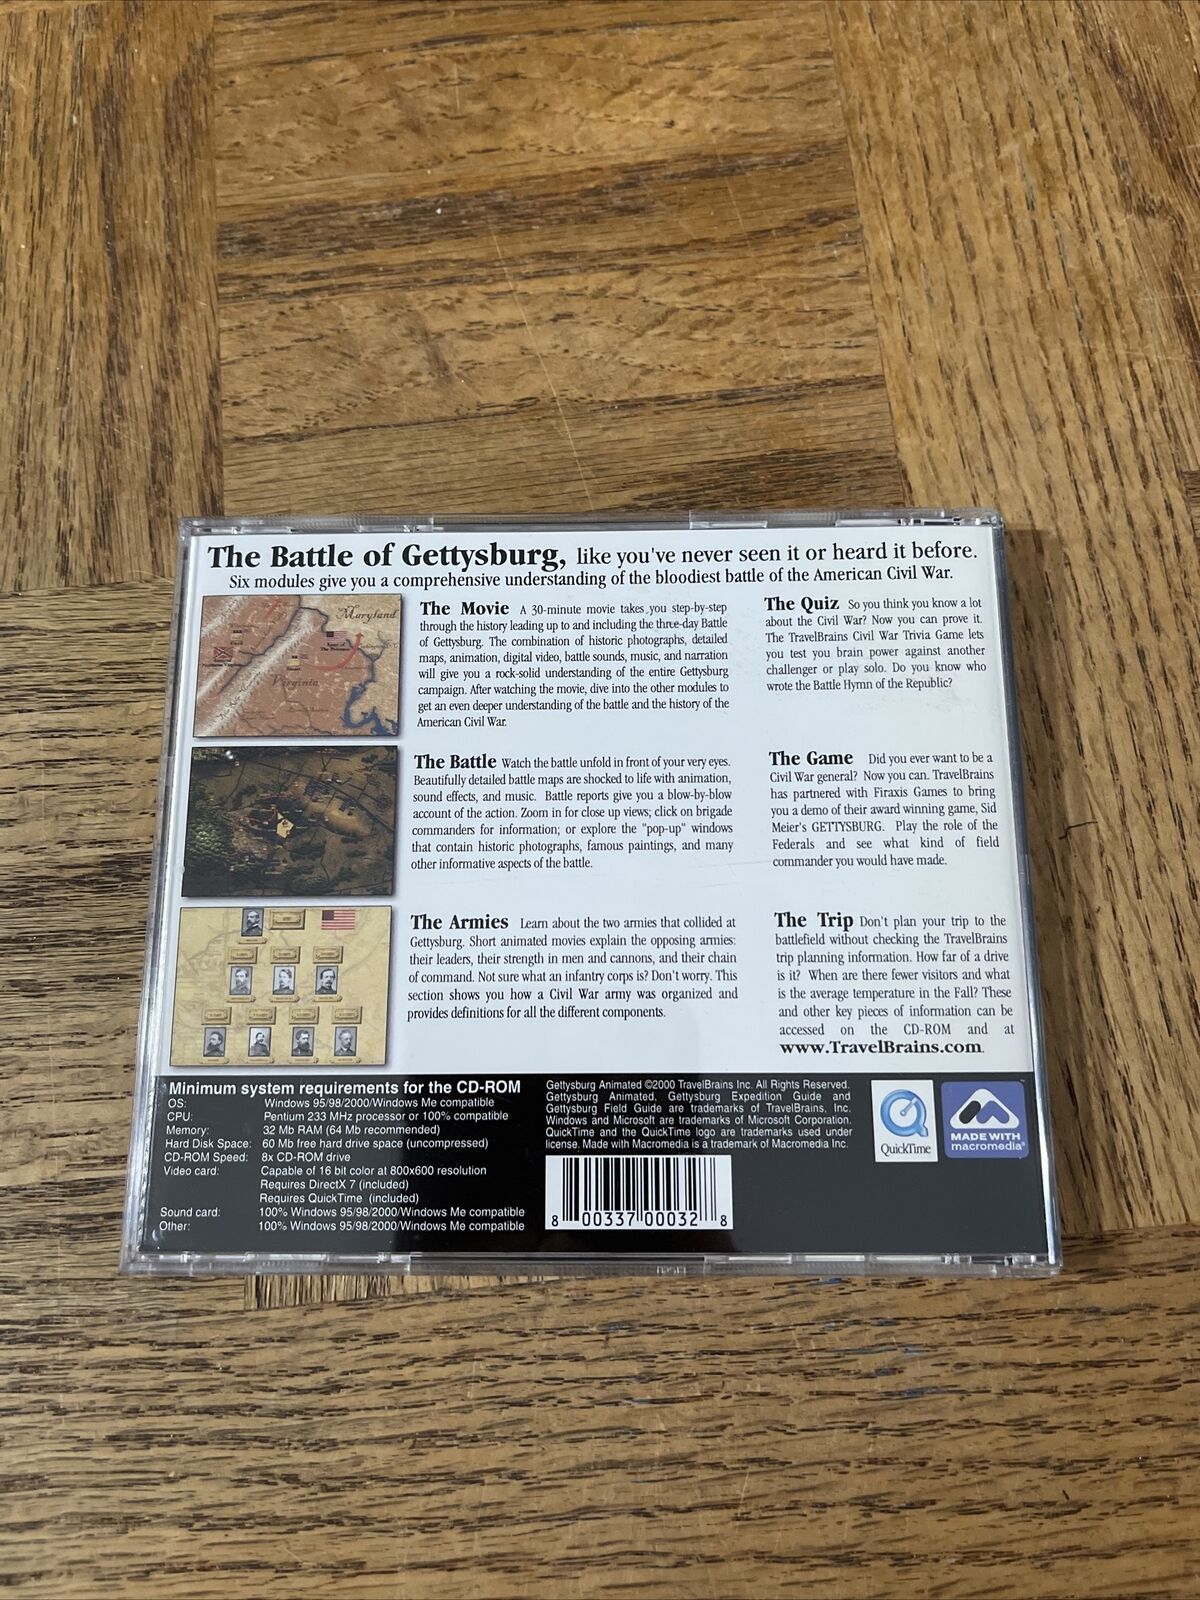 The Battle of Gettysburg, like you've never seen it or heard it before.
Six modules give you a comprehensive understanding of the bloodiest battle of the American Civil War.
Maryland
Virginia
The Movie A 30-minute movie takes you step-by-step
through the history leading up to and including the three-day Battle
of Gettysburg. The combination of historic photographs, detailed
maps, animation, digital video, battle sounds, music, and narration
will give you a rock-solid understanding of the entire Gettysburg
campaign. After watching the movie, dive into the other modules to
get an even deeper understanding of the battle and the history of the
American Civil War.
The Battle Watch the battle unfold in front of your very eyes.
Beautifully detailed battle maps are shocked to life with animation,
sound effects, and music. Battle reports give you a blow-by-blow
account of the action. Zoom in for close up views; click on brigade
commanders for information; or explore the "pop-up" windows
that contain historic photographs, famous paintings, and many
other informative aspects of the battle.
The Armies Learn about the two armies that collided at
Gettysburg. Short animated movies explain the opposing armies:
their leaders, their strength in men and cannons, and their chain
of command. Not sure what an infantry corps is? Don't worry. This
section shows you how a Civil War army was organized and
provides definitions for all the different components.
The Quiz So you think you know a lot
about the Civil War? Now you can prove it.
The TravelBrains Civil War Trivia Game lets
you test you brain power against another
challenger or play solo. Do you know who
wrote the Battle Hymn of the Republic?
The Game Did you ever want to be a
Civil War general? Now you can. TravelBrains
has partnered with Firaxis Games to bring
you a demo of their award winning game, Sid
Meier's GETTYSBURG. Play the role of the
Federals and see what kind of field
commander you would have made.
The Trip Don't plan your trip to the
battlefield without checking the TravelBrains
trip planning information. How far of a drive
is it? When are there fewer visitors and what
is the average temperature in the Fall? These
and other key pieces of information can be
accessed on the CD-ROM and at
www.TravelBrains.com.
Minimum system requirements for the CD-ROM
OS: Windows 95/98/2000/Windows Me compatible
CPU: Pentium 233 MHz processor or 100% compatible
Memory: 32 Mb RAM (64 Mb recommended)
Hard Disk Space: 60 Mb free hard drive space (uncompressed)
CD-ROM Speed: 8x CD-ROM drive
Video card: Capable of 16 bit color at 800x600 resolution
Requires DirectX 7 (included)
Requires QuickTime (included)
Sound card: 100% Windows 95/98/2000/Windows Me compatible
Other: 100% Windows 95/98/2000/Windows Me compatible
Gettysburg Animated ©2000 TravelBrains Inc. All Rights Reserved.
Gettysburg Animated, Gettysburg Expedition Guide and
Gettysburg Field Guide are trademarks of TravelBrains, Inc.
Windows and Microsoft are trademarks of Microsoft Corporation.
QuickTime and the QuickTime logo are trademarks used under
license. Made with Macromedia is a trademark of Macromedia Inc.
8 00337 00032 8
QuickTime
MADE WITH
macromedia